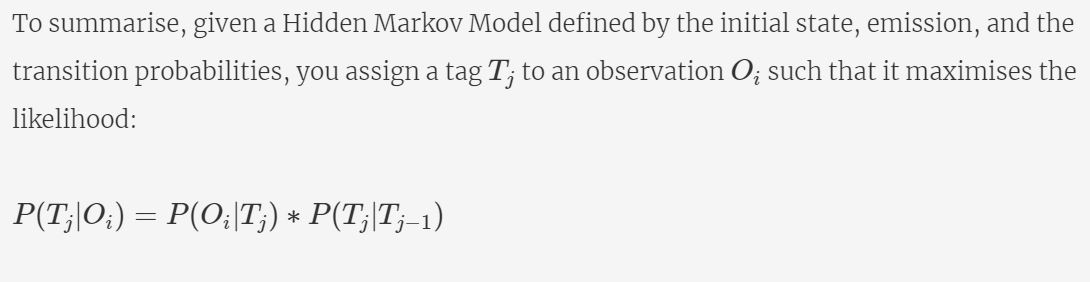 To summarise, given a Hidden Markov Model defined by the initial state, emission, and the
transition probabilities, you assign a tag $T_j$ to an observation $O_i$ such that it maximises the
likelihood:
$P(T_j|O_i) = P(O_i|T_j) * P(T_j|T_{j-1})$